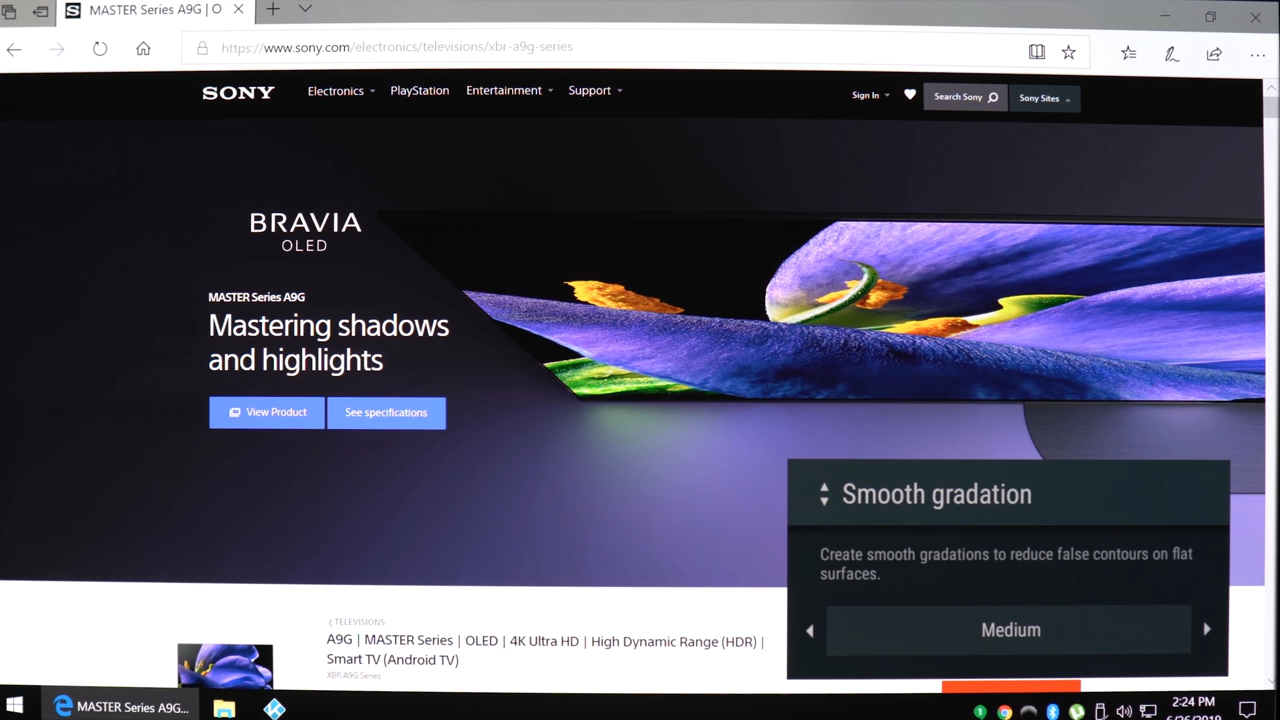 MASTER Series A9G | O
https://www.sony.com/electronics/televisions/xbr-a9g-series
SONY
Electronics
PlayStation
Entertainment
Support
Sign In
Search Sony
Sony Sites
BRAVIA
OLED
MASTER Series A9G
Mastering shadows
and highlights
View Product
See specifications
Smooth gradation
Create smooth gradations to reduce false contours on flat
surfaces.
Medium
TELEVISIONS
A9G | MASTER Series | OLED | 4K Ultra HD | High Dynamic Range (HDR) |
Smart TV (Android TV)
XBR A9G Series
MASTER Series A9G...
2:24 PM
6/26/2019